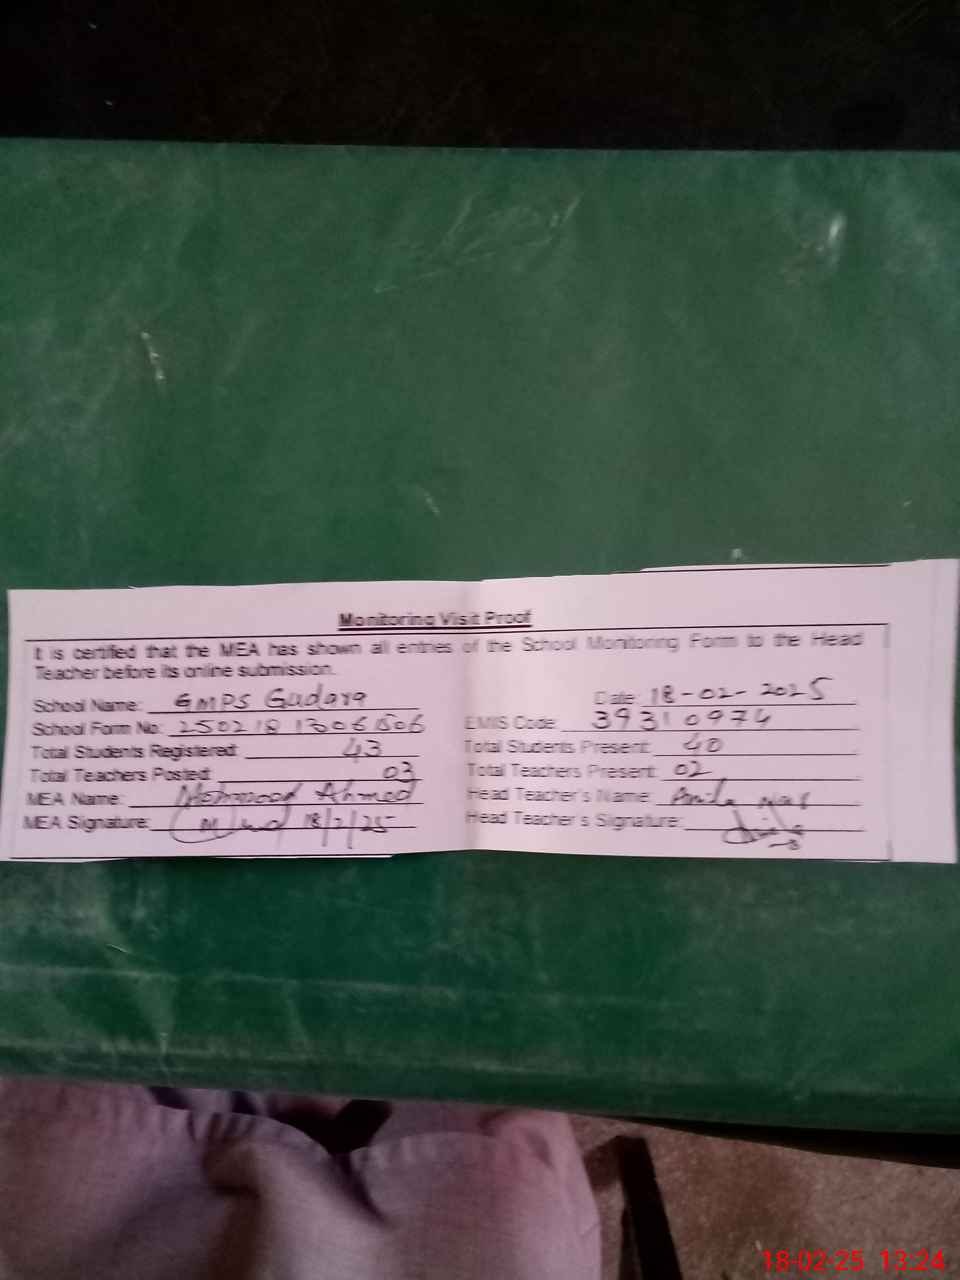 Monitoring Visit Proof
It is certified that the MEA has shown all entries of the School Monitoring Form to the Head
Teacher before its online submission.
School Name: GMPS Gudara Date: 18-02-2025
School Form No: 250218 13061506 EMIS Code 39310974
Total Students Registered: 43 Total Students Present: 40
Total Teachers Posted: 03 Total Teachers Present: 02
MEA Name: Mehmood Ahmed Head Teacher's Name:
MEA Signature: 18/2/25 Head Teacher's Signature:
18-02-25 13:24